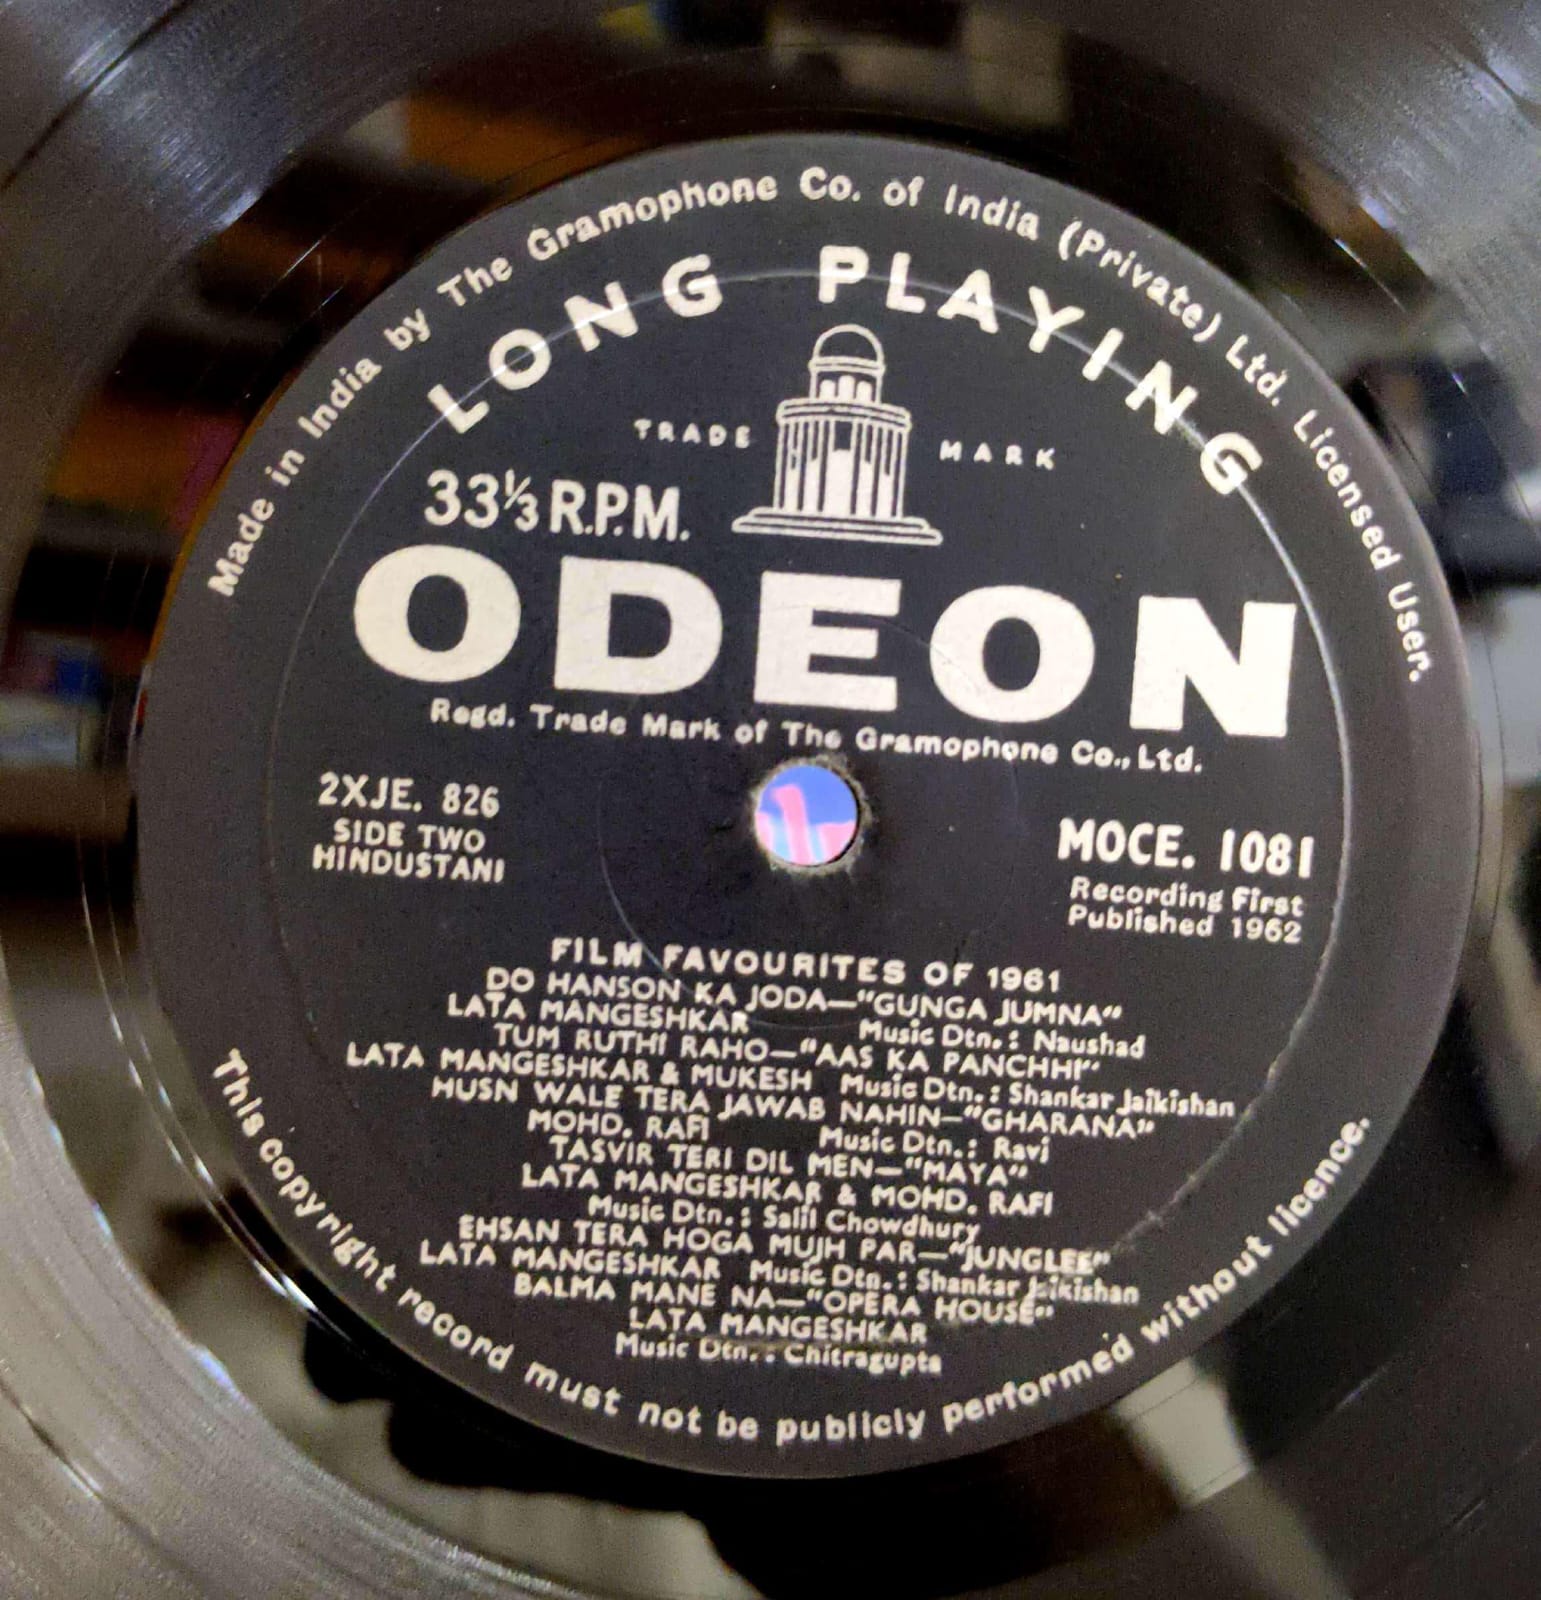 Made in India by The Gramophone Co. of India (Private) Ltd. Licensed User.
LONG PLAYING
TRADE MARK
33⅓ R.P.M.
ODEON
Regd. Trade Mark of The Gramophone Co., Ltd.
2XJE. 826
SIDE TWO
HINDUSTANI
MOCE. 1081
Recording First
Published 1962
FILM FAVOURITES OF 1961
DO HANSON KA JODA—"GUNGA JUMNA"
LATA MANGESHKAR Music Dtn.: Naushad
TUM RUTHI RAHO—"AAS KA PANCHHI"
LATA MANGESHKAR & MUKESH Music Dtn.: Shankar Jaikishan
HUSN WALE TERA JAWAB NAHIN—"GHARANA"
MOHD. RAFI Music Dtn.: Ravi
TASVIR TERI DIL MEN—"MAYA"
LATA MANGESHKAR & MOHD. RAFI
Music Dtn.: Salil Chowdhury
EHSAN TERA HOGA MUJH PAR—"JUNGLEE"
LATA MANGESHKAR Music Dtn.: Shankar Jaikishan
BALMA MANE NA—"OPERA HOUSE"
LATA MANGESHKAR
Music Dtn.: Chitragupta
This copyright record must not be publicly performed without licence.